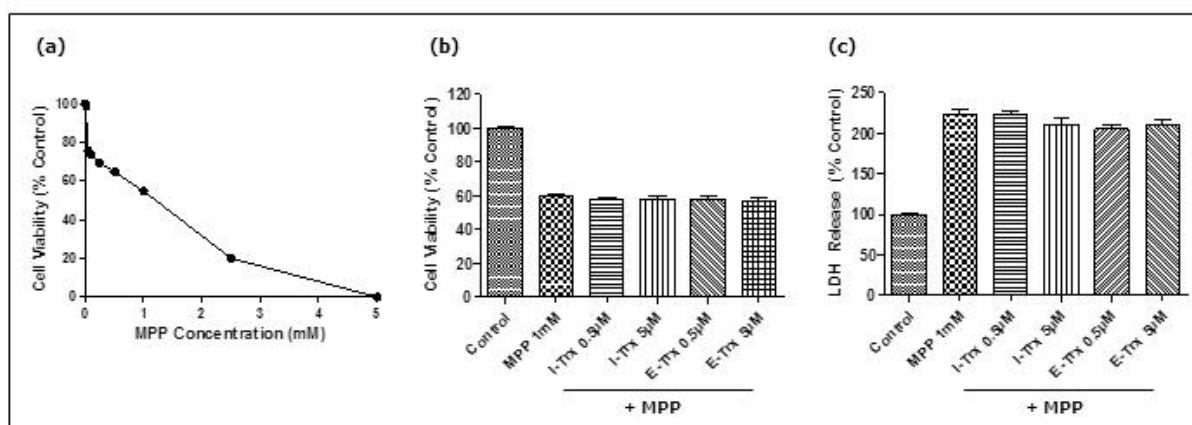 (a)
Cell Viability (% Control)
100
80
60
40
20
0
0
1
2
3
4
5
MPP Concentration (mM)
(b)
Cell Viability (% Control)
120
100
80
60
40
20
0
Control
MPP 1mM
I-Trx 0.5µM
I-Trx 5µM
E-Trx 0.5µM
E-Trx 5µM
+ MPP
(c)
LDH Release (% Control)
250
200
150
100
50
0
Control
MPP 1mM
I-Trx 0.5µM
I-Trx 5µM
E-Trx 0.5µM
E-Trx 5µM
+ MPP